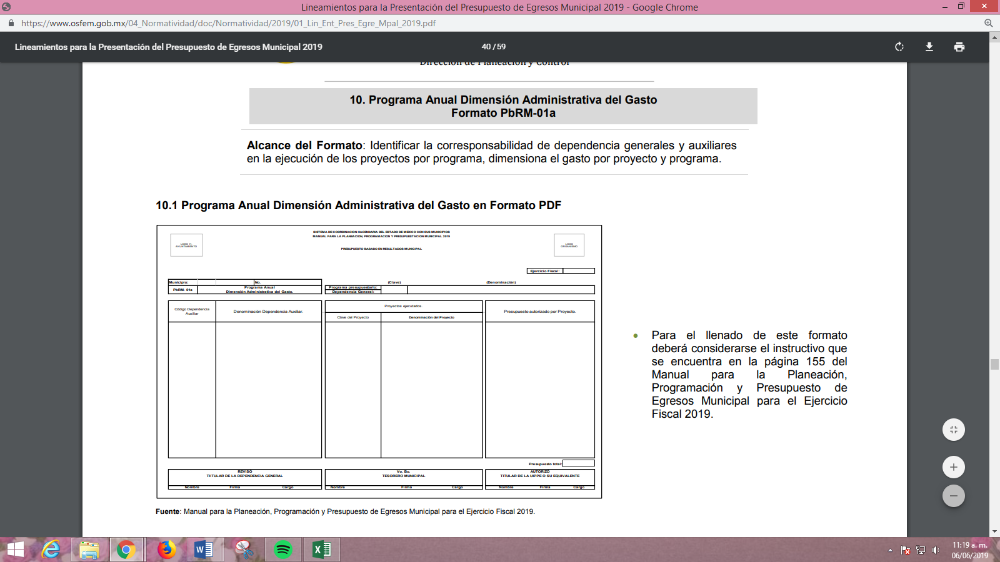 Lineamientos para la Presentación del Presupuesto de Egresos Municipal 2019 - Google Chrome
https://www.osfem.gob.mx/04_Normatividad/doc/Normatividad/2019/01_Lin_Ent_Pres_Egre_Mpal_2019.pdf
Lineamientos para la Presentación del Presupuesto de Egresos Municipal 2019
40 / 59
Dirección de Planeación y Control
10. Programa Anual Dimensión Administrativa del Gasto
Formato PbRM-01a
Alcance del Formato: Identificar la corresponsabilidad de dependencia generales y auxiliares
en la ejecución de los proyectos por programa, dimensiona el gasto por proyecto y programa.
10.1 Programa Anual Dimensión Administrativa del Gasto en Formato PDF
SISTEMA DE COORDINACION HACENDARIA DEL ESTADO DE MEXICO CON SUS MUNICIPIOS
MANUAL PARA LA PLANEACION, PROGRAMACION Y PRESUPUESTACION MUNICIPAL 2019
LOGO H.
AYUNTAMIENTO
LOGO
ORGANISMO
PRESUPUESTO BASADO EN RESULTADOS MUNICIPAL
Ejercicio Fiscal:
Municipio: No.
(Clave) (Denominación)
PbRM- 01a
Programa Anual
Dimensión Administrativa del Gasto.
Programa presupuestario:
Dependencia General:
Código Dependencia
Auxiliar
Denominación Dependencia Auxiliar.
Proyectos ejecutados.
Clave del Proyecto
Denominación del Proyecto
Presupuesto autorizado por Proyecto.
Presupuesto total:
REVISÓ
TIITULAR DE LA DEPENDENCIA GENERAL
Nombre Firma Cargo
Vo. Bo.
TESORERO MUNICIPAL
Nombre Firma Cargo
AUTORIZÓ
TITULAR DE LA UIPPE O SU EQUIVALENTE
Nombre Firma Cargo
Para el llenado de este formato
deberá considerarse el instructivo que
se encuentra en la página 155 del
Manual para la Planeación,
Programación y Presupuesto de
Egresos Municipal para el Ejercicio
Fiscal 2019.
Fuente: Manual para la Planeación, Programación y Presupuesto de Egresos Municipal para el Ejercicio Fiscal 2019.
11:19 a. m.
06/06/2019